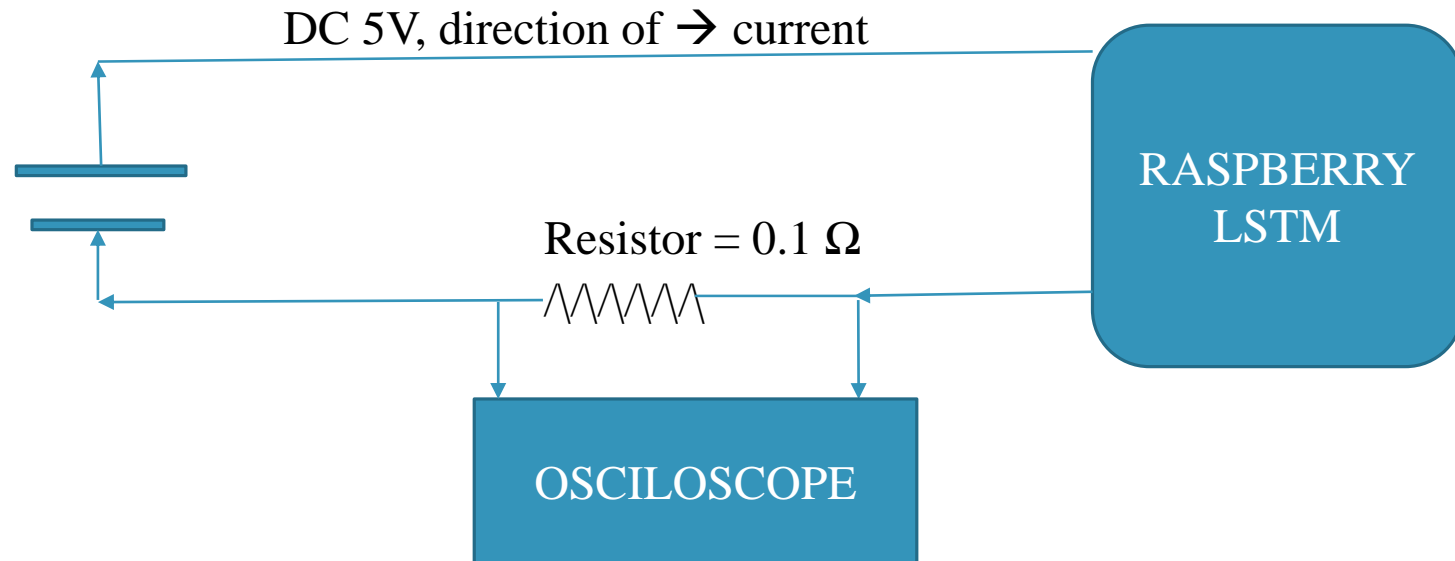 DC 5V, direction of → current
Resistor = 0.1 Ω
RASPBERRY
LSTM
OSCILOSCOPE